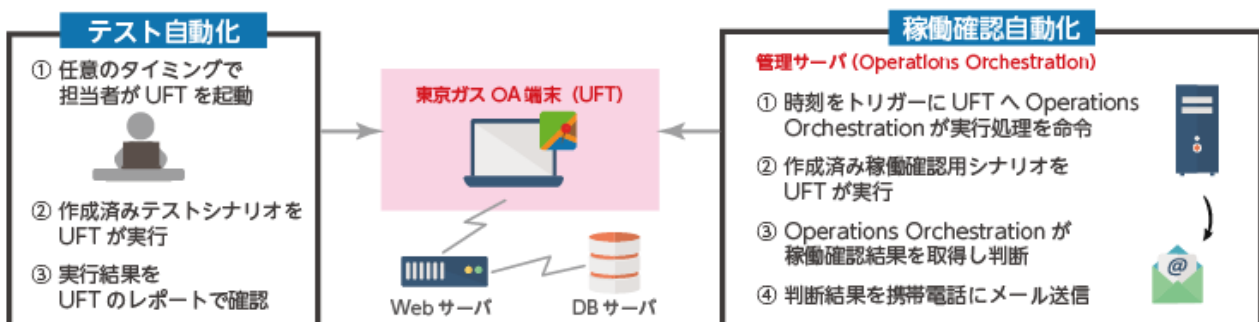 テスト自動化
① 任意のタイミングで
担当者が UFT を起動
② 作成済みテストシナリオを
UFT が実行
③ 実行結果を
UFT のレポートで確認
東京ガス OA 端末（UFT）
Web サーバ
DB サーバ
稼働確認自動化
管理サーバ (Operations Orchestration)
① 時刻をトリガーに UFT へ Operations
Orchestration が実行処理を命令
② 作成済み稼働確認用シナリオを
UFT が実行
③ Operations Orchestration が
稼働確認結果を取得し判断
④ 判断結果を携帯電話にメール送信
@